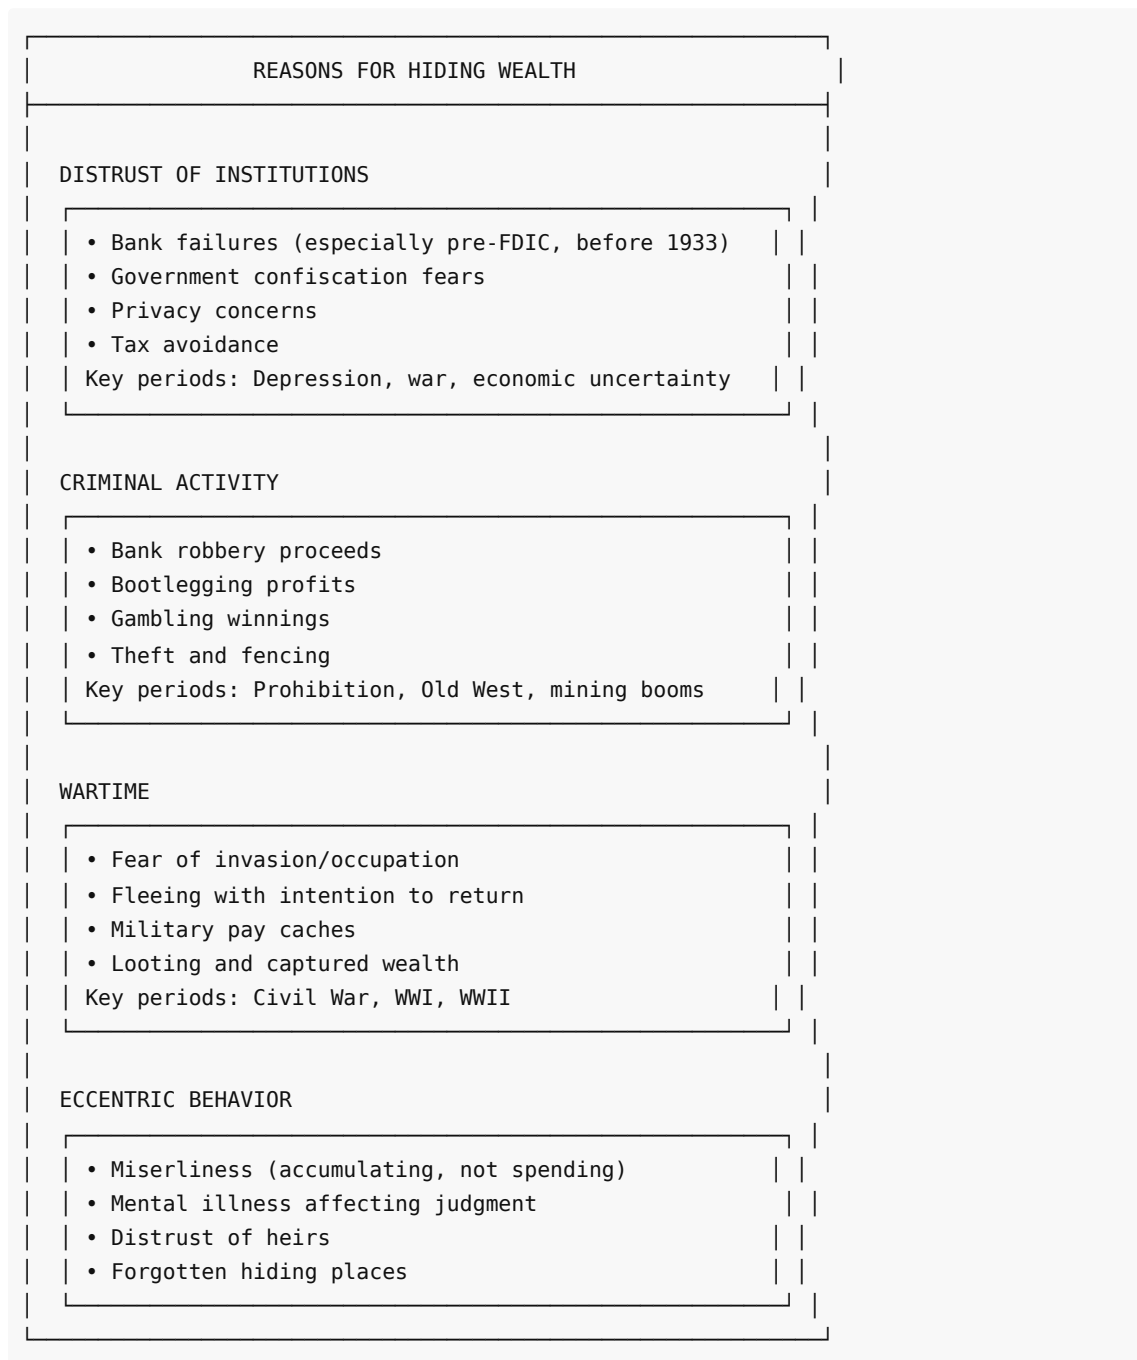 REASONS FOR HIDING WEALTH
DISTRUST OF INSTITUTIONS
• Bank failures (especially pre-FDIC, before 1933)
• Government confiscation fears
• Privacy concerns
• Tax avoidance
Key periods: Depression, war, economic uncertainty
CRIMINAL ACTIVITY
• Bank robbery proceeds
• Bootlegging profits
• Gambling winnings
• Theft and fencing
Key periods: Prohibition, Old West, mining booms
WARTIME
• Fear of invasion/occupation
• Fleeing with intention to return
• Military pay caches
• Looting and captured wealth
Key periods: Civil War, WWI, WWII
ECCENTRIC BEHAVIOR
• Miserliness (accumulating, not spending)
• Mental illness affecting judgment
• Distrust of heirs
• Forgotten hiding places